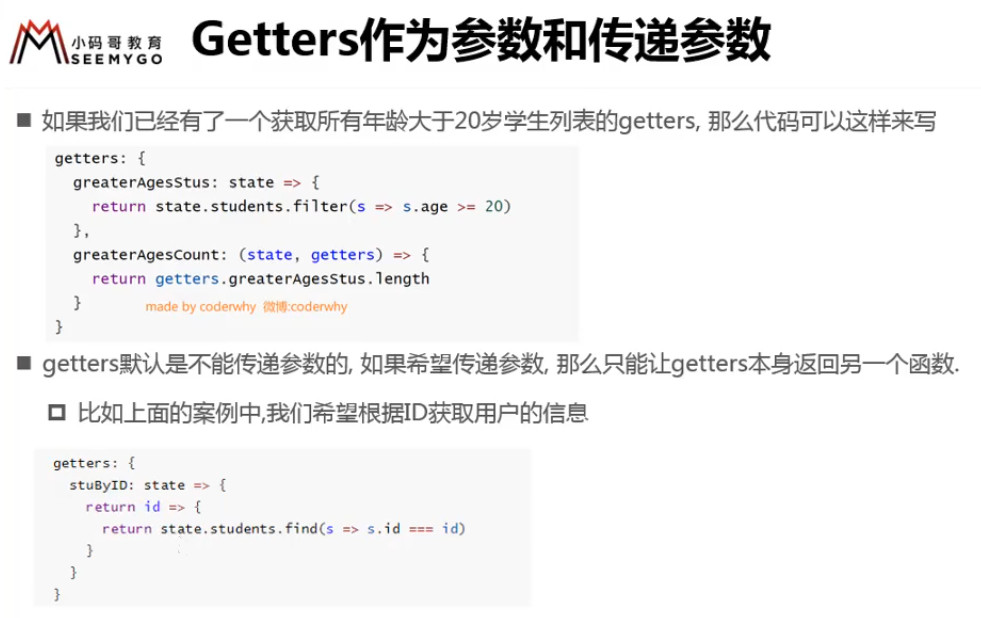 小码哥教育
SEEMYGO
Getters作为参数和传递参数
■ 如果我们已经有了一个获取所有年龄大于20岁学生列表的getters, 那么代码可以这样来写
getters: {
  greaterAgesStus: state => {
    return state.students.filter(s => s.age >= 20)
  },
  greaterAgesCount: (state, getters) => {
    return getters.greaterAgesStus.length
  }
made by coderwhy 微博:coderwhy
}
■ getters默认是不能传递参数的, 如果希望传递参数, 那么只能让getters本身返回另一个函数.
比如上面的案例中,我们希望根据ID获取用户的信息
getters: {
  stuByID: state => {
    return id => {
      return state.students.find(s => s.id === id)
    }
  }
}